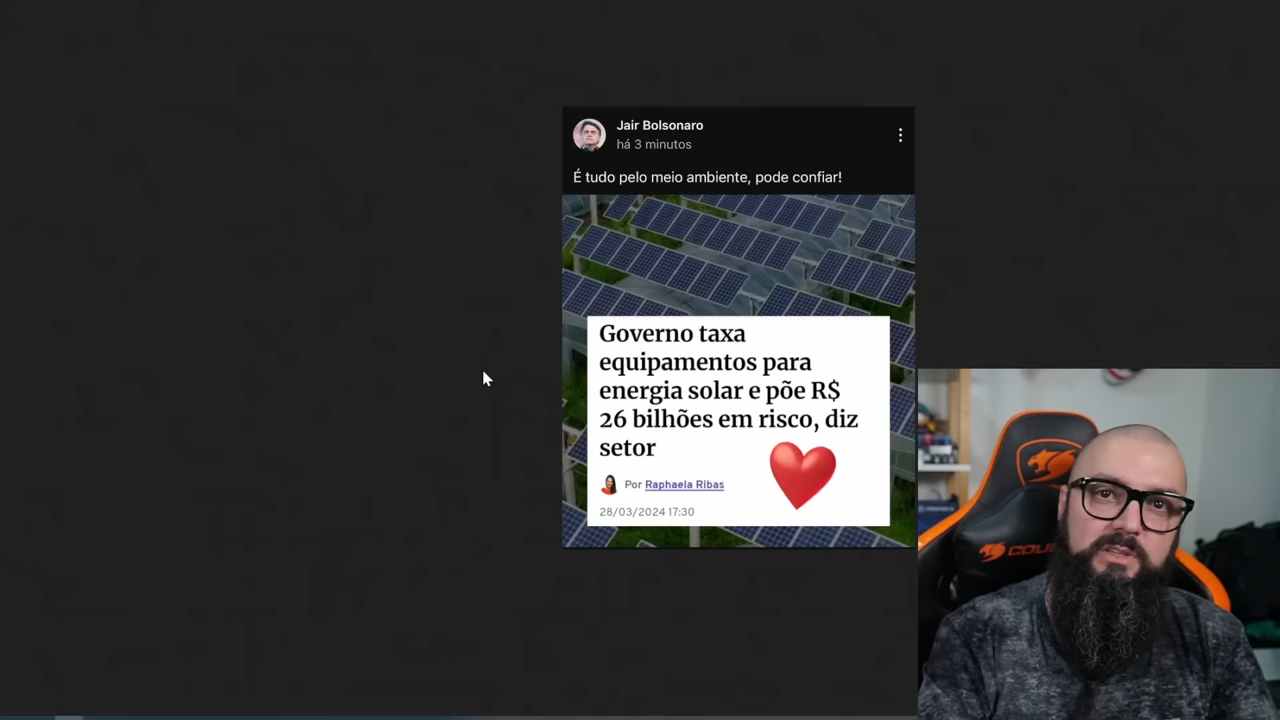 Jair Bolsonaro
há 3 minutos
É tudo pelo meio ambiente, pode confiar!
Governo taxa
equipamentos para
energia solar e põe R$
26 bilhões em risco, diz
setor
Por Raphaela Ribas
28/03/2024 17:30